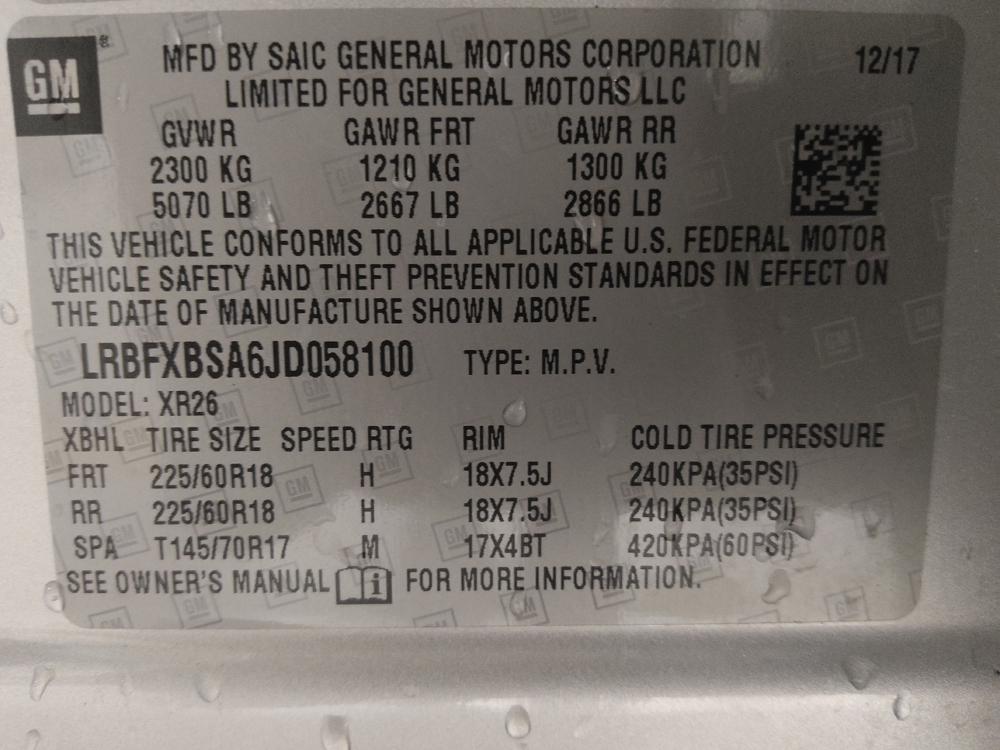 GM
MFD BY SAIC GENERAL MOTORS CORPORATION 12/17
LIMITED FOR GENERAL MOTORS LLC
GVWR GAWR FRT GAWR RR
2300 KG 1210 KG 1300 KG
5070 LB 2667 LB 2866 LB
THIS VEHICLE CONFORMS TO ALL APPLICABLE U.S. FEDERAL MOTOR
VEHICLE SAFETY AND THEFT PREVENTION STANDARDS IN EFFECT ON
THE DATE OF MANUFACTURE SHOWN ABOVE.
LRBFXBSA6JD058100 TYPE: M.P.V.
MODEL: XR26
XBHL TIRE SIZE SPEED RTG RIM COLD TIRE PRESSURE
FRT 225/60R18 H 18X7.5J 240KPA(35PSI)
RR 225/60R18 H 18X7.5J 240KPA(35PSI)
SPA T145/70R17 M 17X4BT 420KPA(60PSI)
SEE OWNER'S MANUAL i FOR MORE INFORMATION.